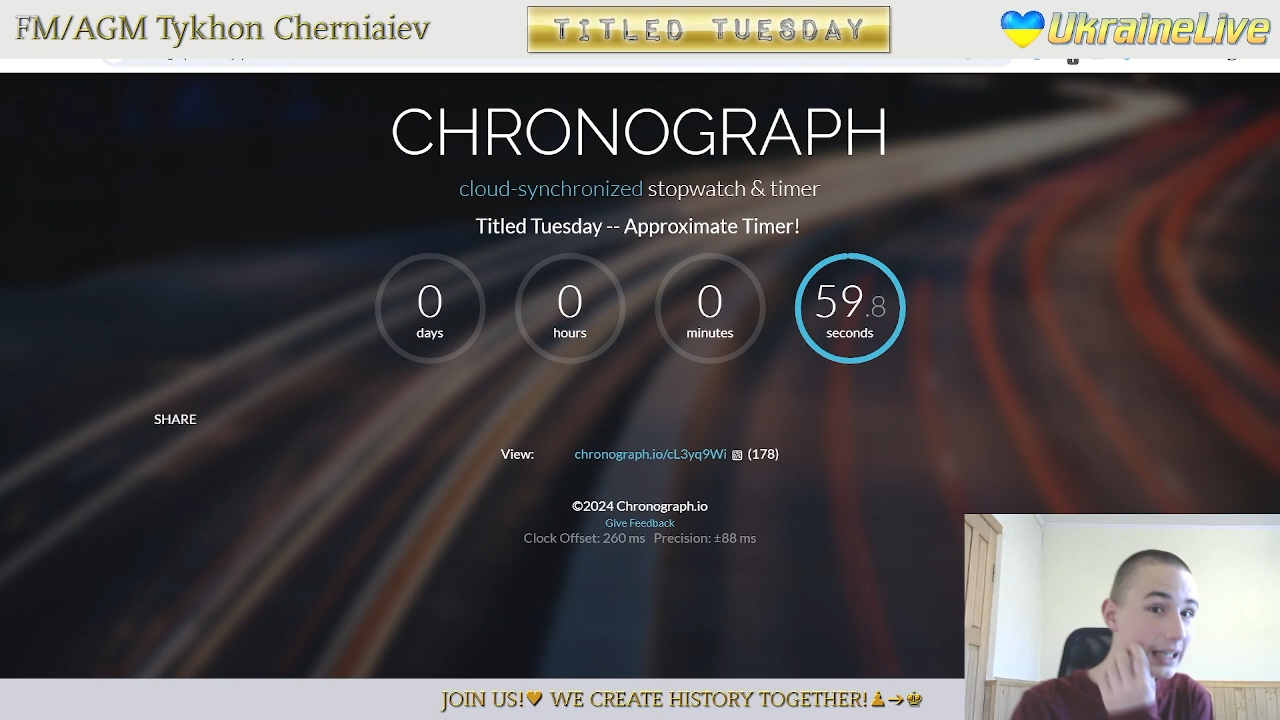 FM/AGM Tykhon Cherniaiev
TITLED TUESDAY
UkraineLive
CHRONOGRAPH
cloud-synchronized stopwatch & timer
Titled Tuesday -- Approximate Timer!
0 0 0 59.8
days hours minutes seconds
SHARE
View: chronograph.io/cL3yq9Wi (178)
©2024 Chronograph.io
Give Feedback
Clock Offset: 260 ms Precision: ±88 ms
JOIN US!🧡 WE CREATE HISTORY TOGETHER!♟→♚